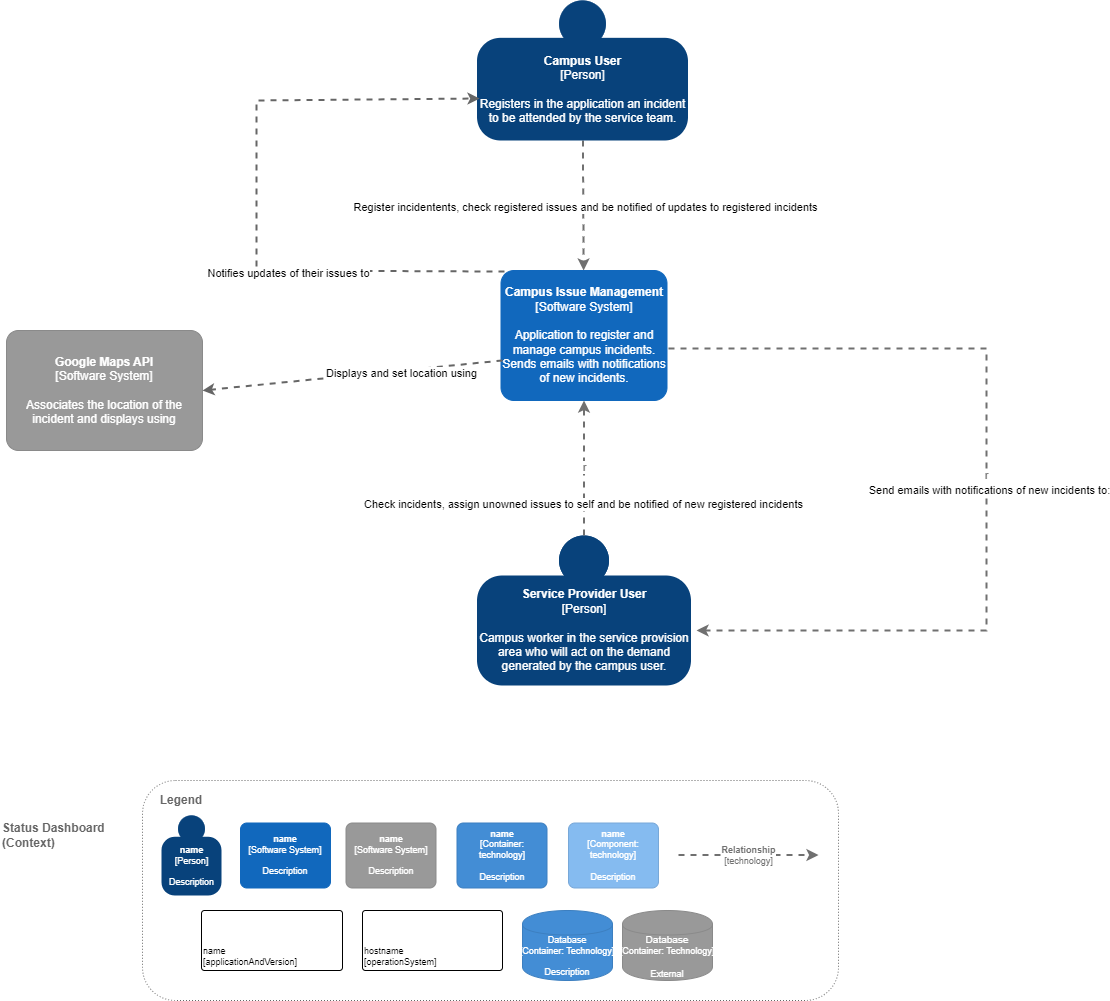 Campus User
[Person]
Registers in the application an incident
to be attended by the service team.
Register incidentents, check registered issues and be notified of updates to registered incidents
Notifies updates of their issues to
Campus Issue Management
[Software System]
Application to register and
manage campus incidents.
Sends emails with notifications
of new incidents.
Google Maps API
[Software System]
Associates the location of the
incident and displays using
Displays and set location using
Check incidents, assign unowned issues to self and be notified of new registered incidents
Send emails with notifications of new incidents to:
Service Provider User
[Person]
Campus worker in the service provision
area who will act on the demand
generated by the campus user.
Status Dashboard
(Context)
Legend
name
[Person]
Description
name
[Software System]
Description
name
[Software System]
Description
name
[Container:
technology]
Description
name
[Component:
technology]
Description
Relationship
[technology]
name
[applicationAndVersion]
hostname
[operationSystem]
Database
Container: Technology]
Description
Database
Container: Technology]
External